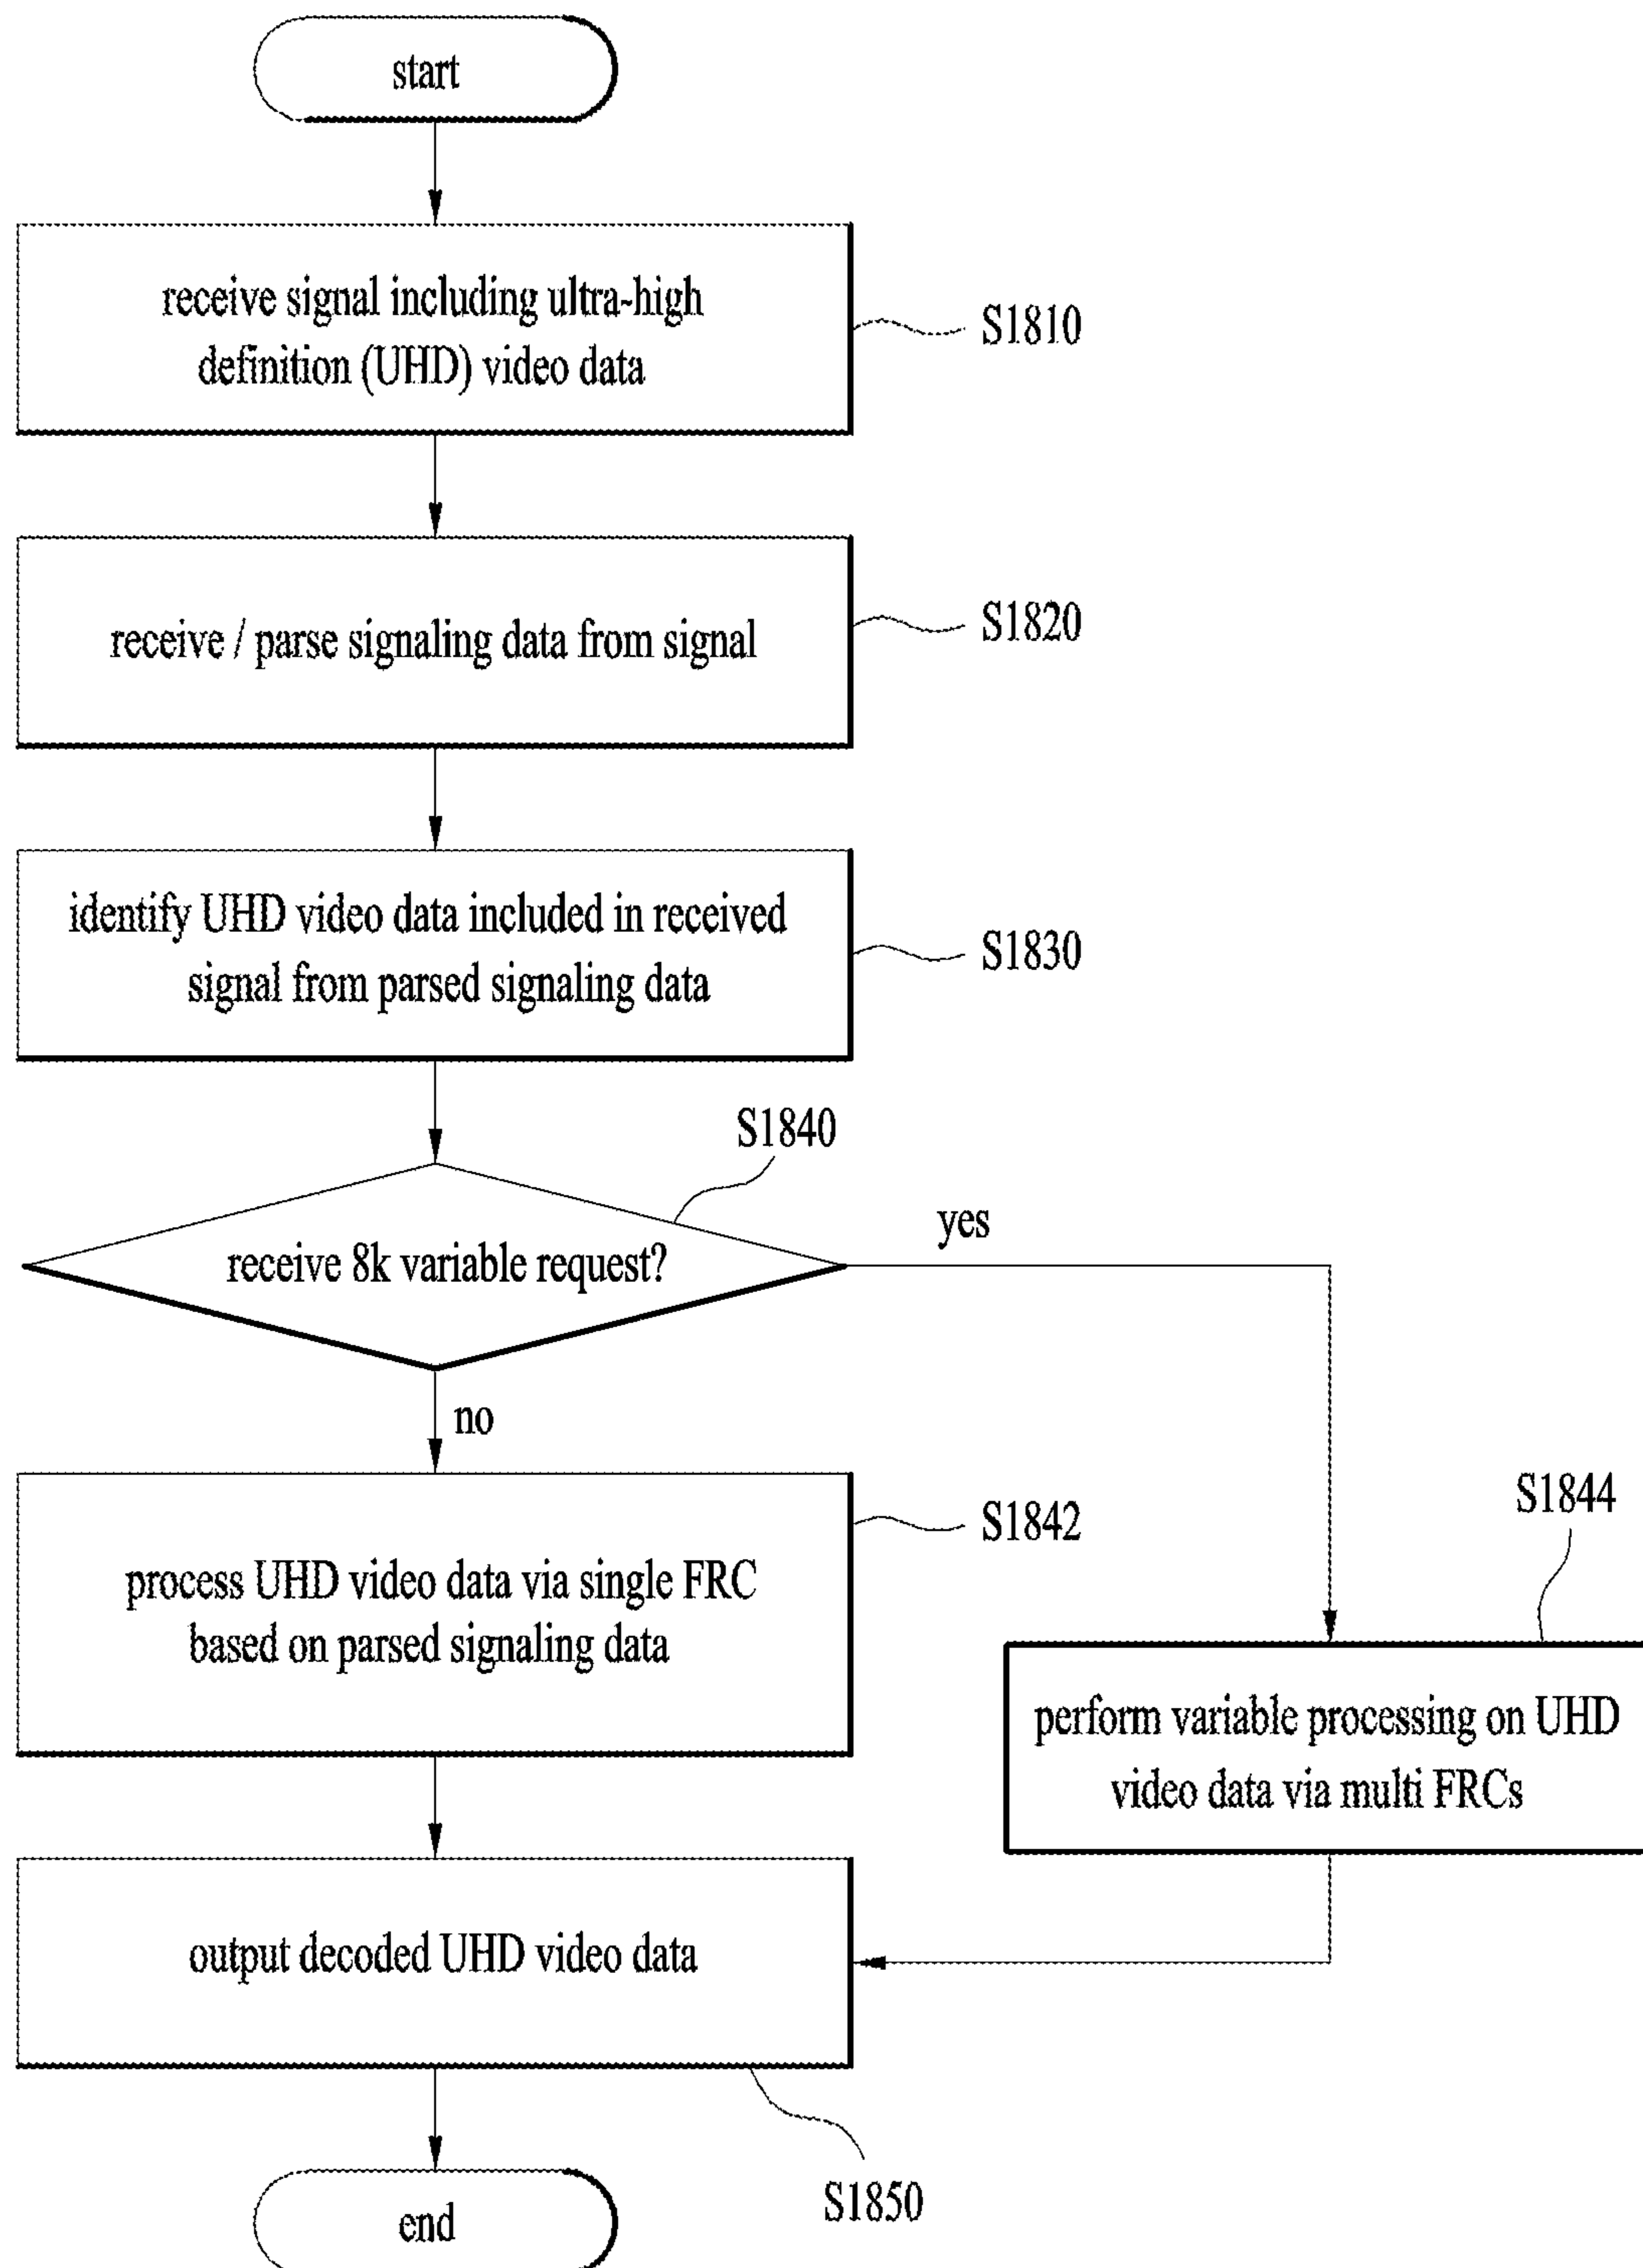 start
receive signal including ultra-high
definition (UHD) video data
S1810
receive / parse signaling data from signal
S1820
identify UHD video data included in received
signal from parsed signaling data
S1830
S1840
receive 8k variable request?
yes
no
process UHD video data via single FRC
based on parsed signaling data
S1842
S1844
perform variable processing on UHD
video data via multi FRCs
output decoded UHD video data
S1850
end